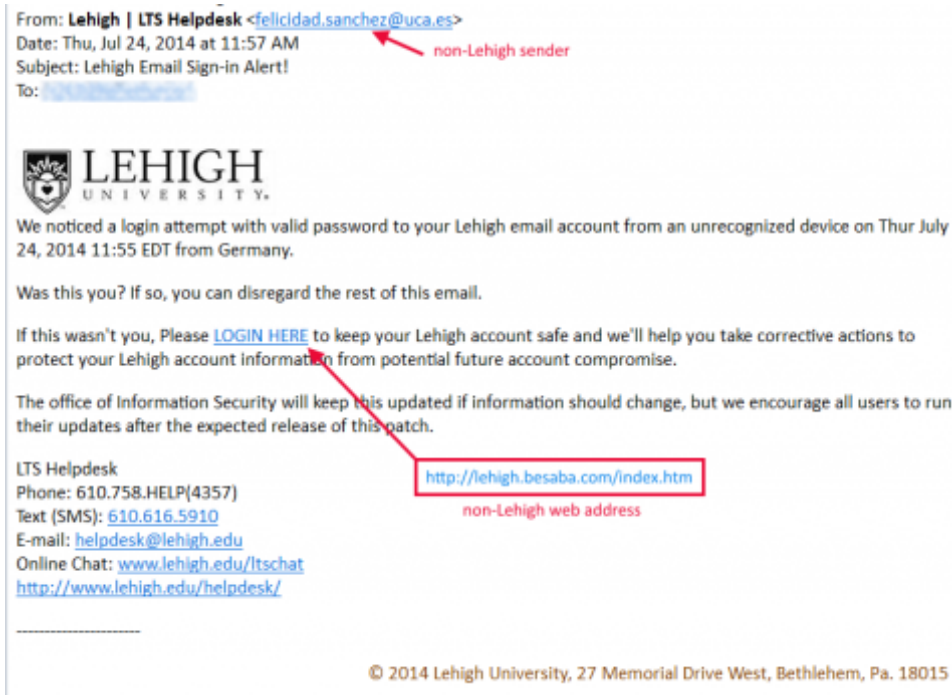 From: Lehigh | LTS Helpdesk <felicidad.sanchez@uca.es>
Date: Thu, Jul 24, 2014 at 11:57 AM
non-Lehigh sender
Subject: Lehigh Email Sign-in Alert!
To:
LEHIGH
UNIVERSITY.
We noticed a login attempt with valid password to your Lehigh email account from an unrecognized device on Thur July
24, 2014 11:55 EDT from Germany.
Was this you? If so, you can disregard the rest of this email.
If this wasn't you, Please LOGIN HERE to keep your Lehigh account safe and we'll help you take corrective actions to
protect your Lehigh account information from potential future account compromise.
The office of Information Security will keep this updated if information should change, but we encourage all users to run
their updates after the expected release of this patch.
LTS Helpdesk
http://lehigh.besaba.com/index.htm
Phone: 610.758.HELP(4357)
non-Lehigh web address
Text (SMS): 610.616.5910
E-mail: helpdesk@lehigh.edu
Online Chat: www.lehigh.edu/ltschat
http://www.lehigh.edu/helpdesk/
----------------------
© 2014 Lehigh University, 27 Memorial Drive West, Bethlehem, Pa. 18015